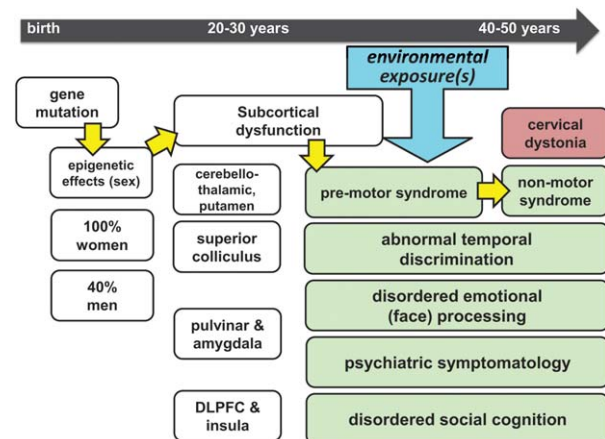 birth 20-30 years 40-50 years
environmental
exposure(s)
gene
mutation
Subcortical
dysfunction
cervical
dystonia
epigenetic
effects (sex)
cerebello-
thalamic,
putamen
pre-motor syndrome
non-motor
syndrome
100%
women
superior
colliculus
abnormal temporal
discrimination
40%
men
disordered emotional
(face) processing
pulvinar &
amygdala
psychiatric symptomatology
DLPFC &
insula
disordered social cognition